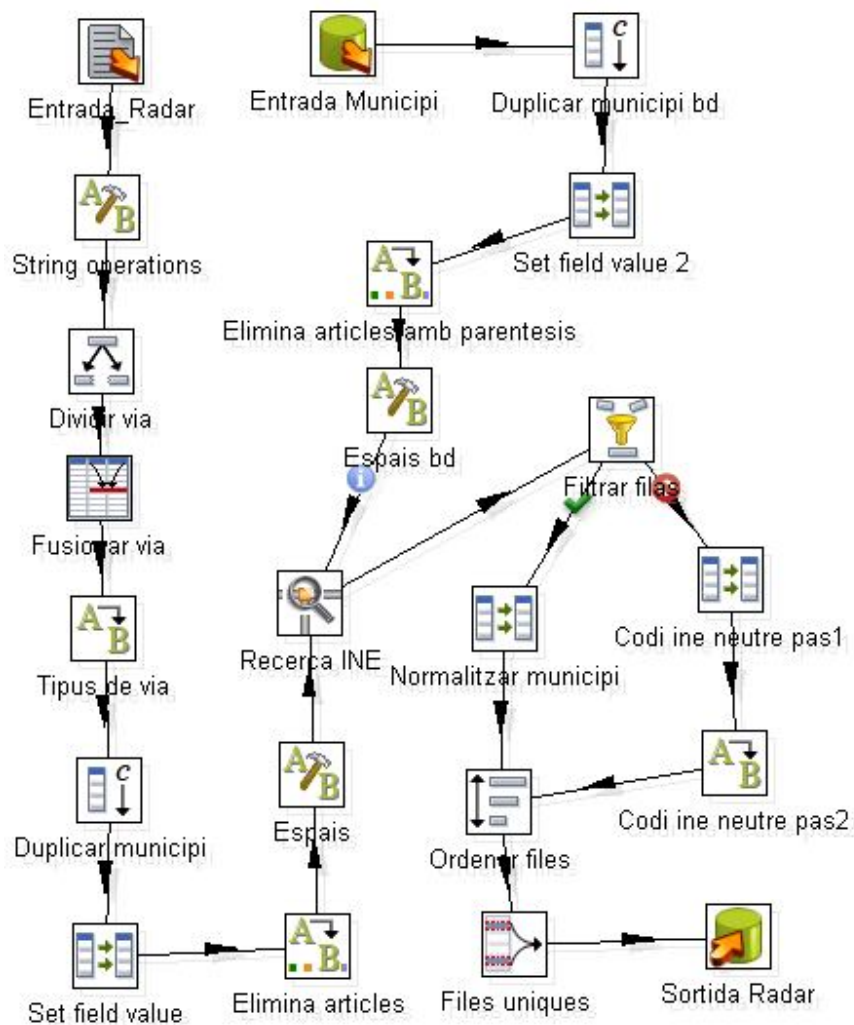 Entrada_Radar
Entrada Municipi
Duplicar municipi bd
String operations
Set field value 2
Elimina articles amb parentesis
Dividir via
Espais bd
Filtrar filas
Fusionar via
Recerca INE
Codi ine neutre pas1
Normalitzar municipi
Tipus de via
Espais
Duplicar municipi
Codi ine neutre pas2
Ordenar files
Set field value
Elimina articles
Files uniques
Sortida Radar